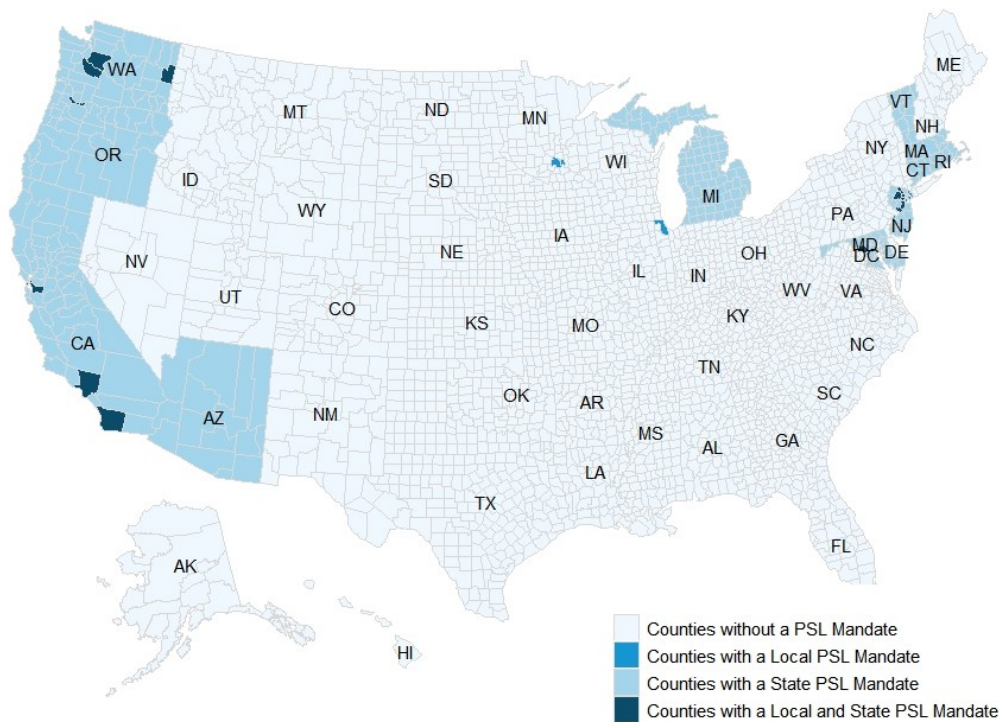 WA
MT
ND
MN
ME
VT
NH
OR
ID
SD
WI
NY
MA
RI
CT
WY
MI
PA
NJ
NV
NE
IA
OH
MD
DC
DE
UT
CO
IL
IN
WV
VA
CA
KS
MO
KY
NC
TN
AZ
NM
OK
AR
SC
MS
AL
GA
LA
TX
FL
AK
HI
Counties without a PSL Mandate
Counties with a Local PSL Mandate
Counties with a State PSL Mandate
Counties with a Local and State PSL Mandate